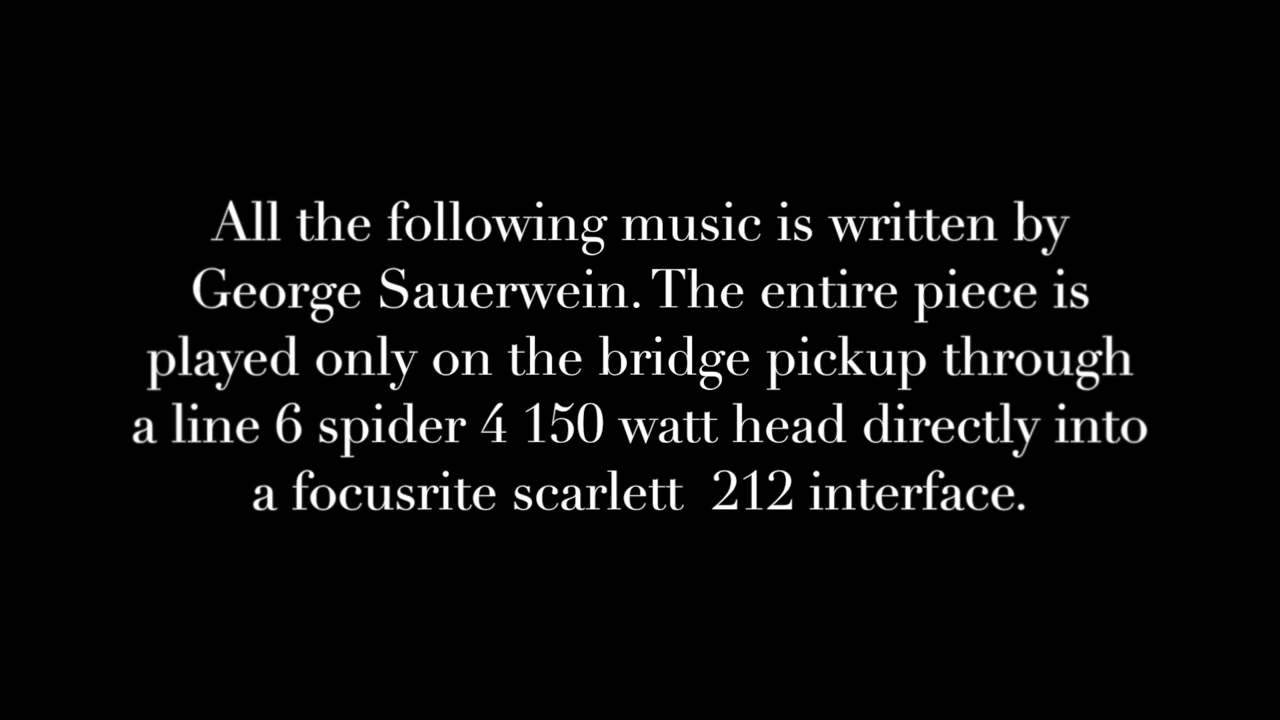 All the following music is written by
George Sauerwein. The entire piece is
played only on the bridge pickup through
a line 6 spider 4 150 watt head directly into
a focusrite scarlett  212 interface.